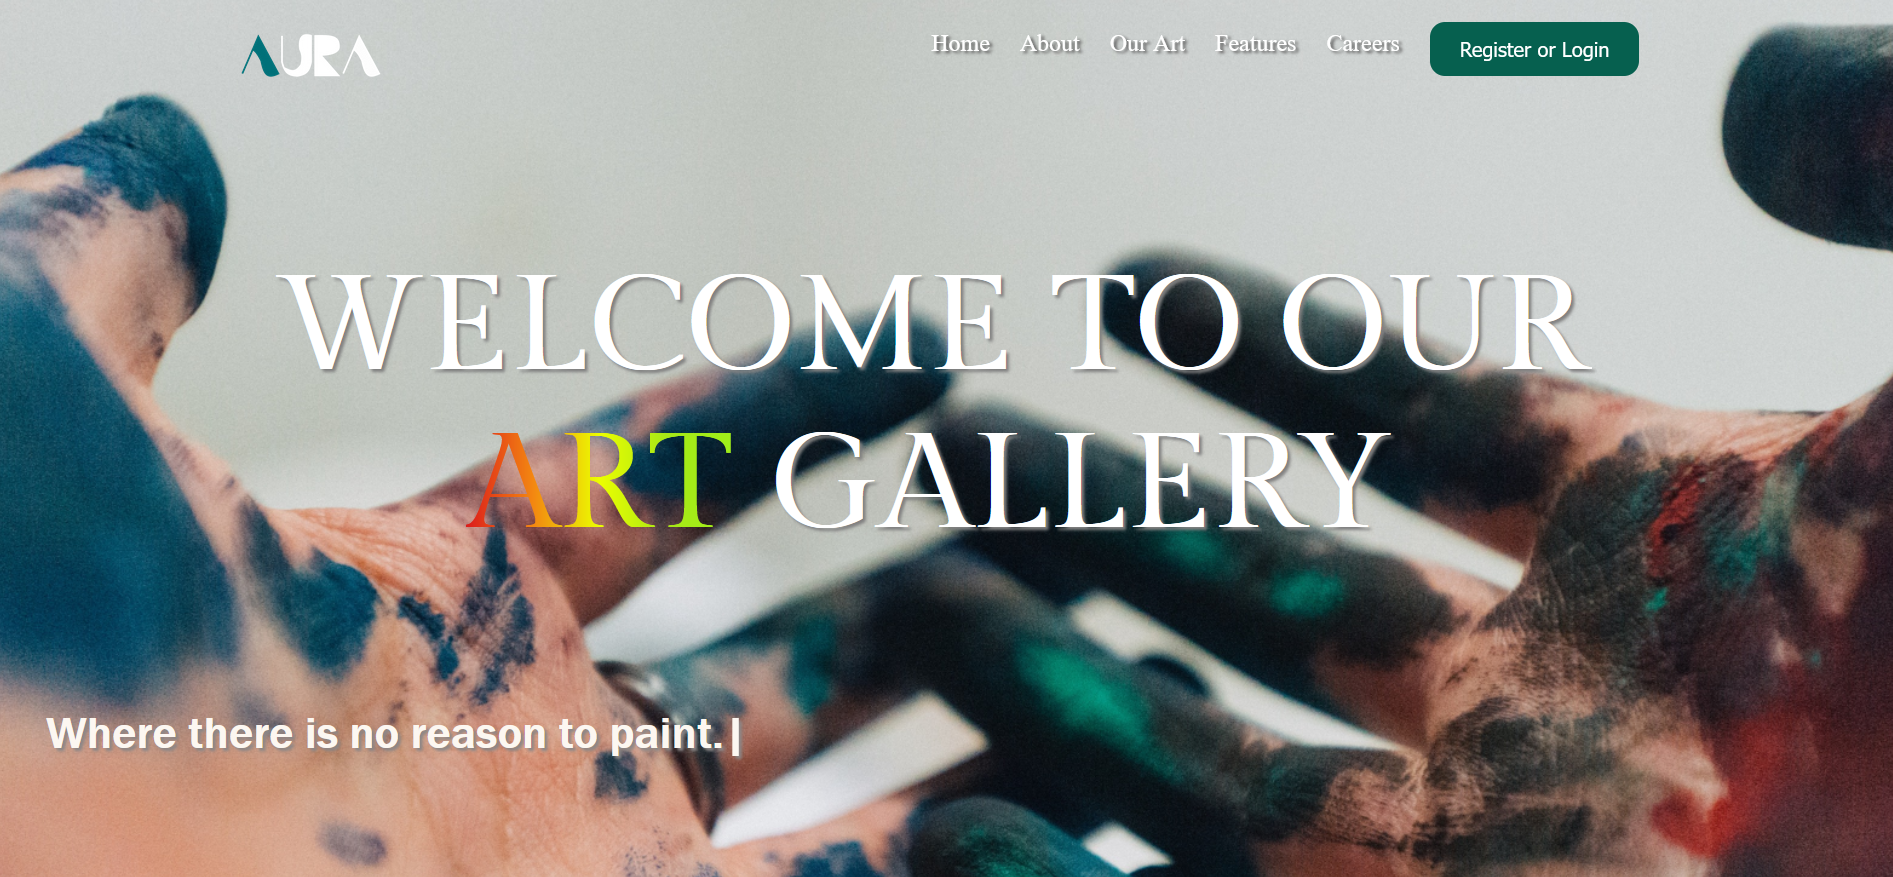 AURA
Home About Our Art Features Careers Register or Login
WELCOME TO OUR
ART GALLERY
Where there is no reason to paint.